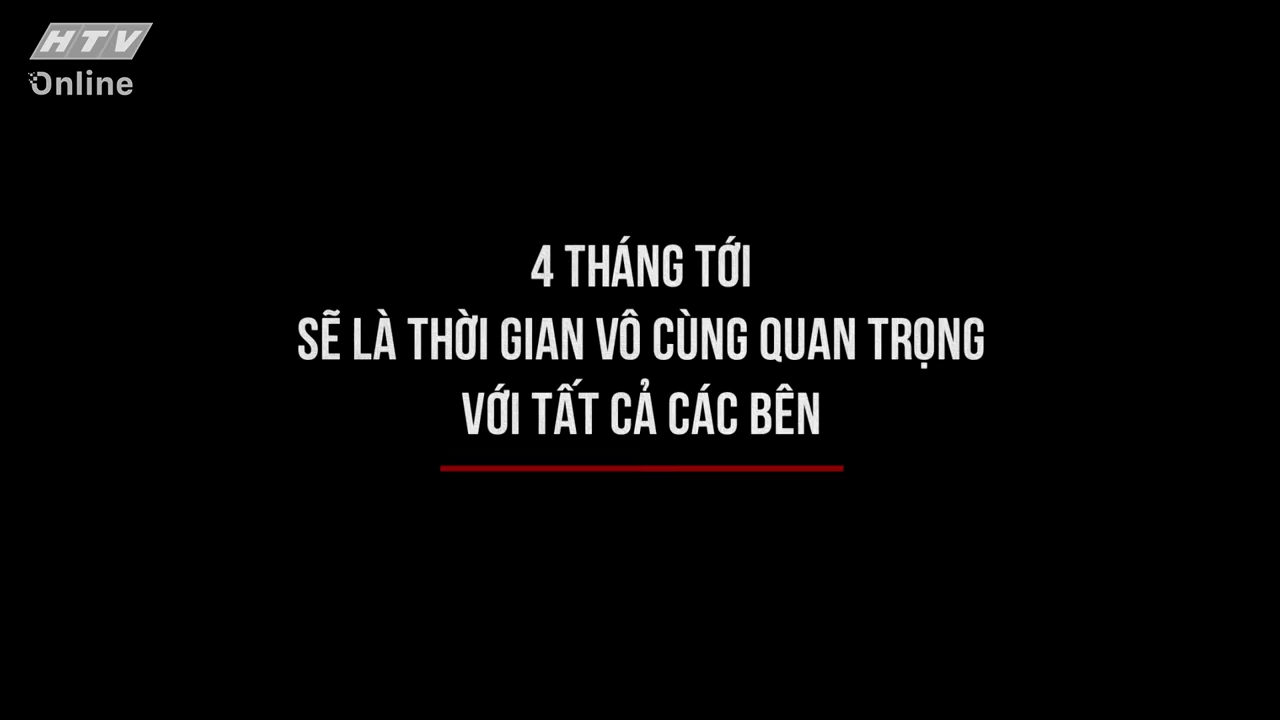 HTV
Online
4 THÁNG TỚI
SẼ LÀ THỜI GIAN VÔ CÙNG QUAN TRỌNG
VỚI TẤT CẢ CÁC BÊN